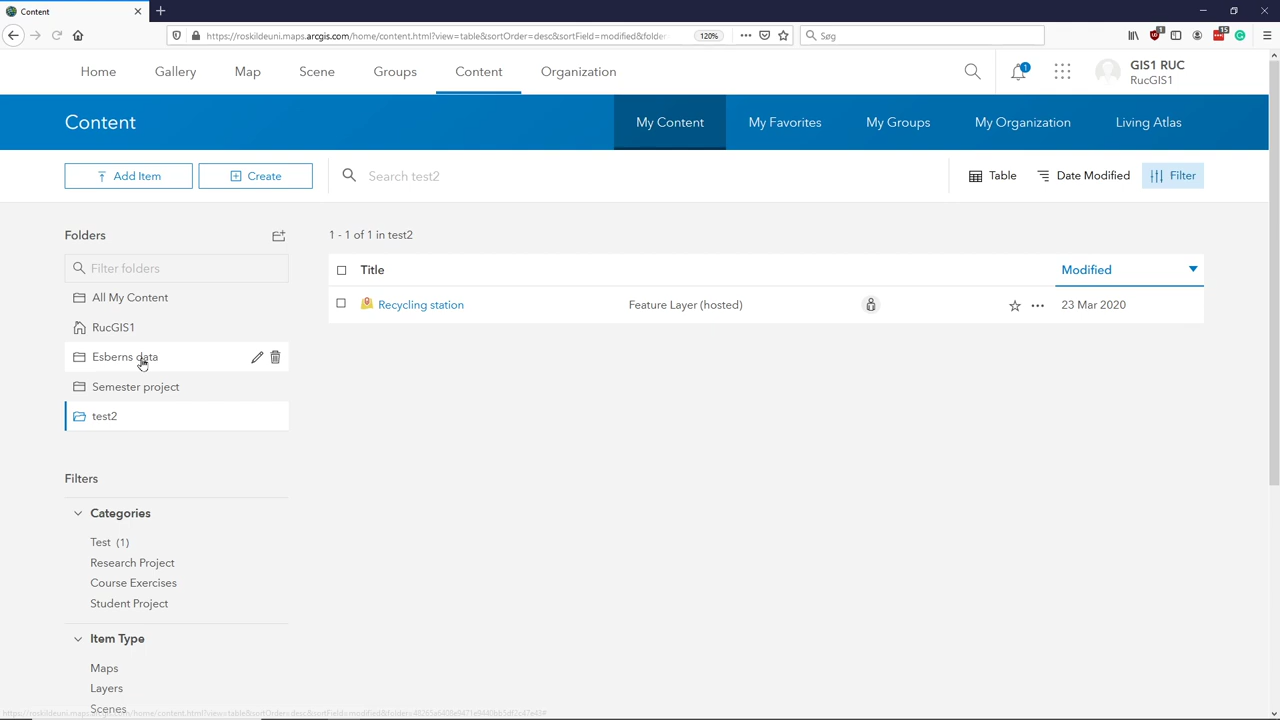 Content
https://roskildeuni.maps.arcgis.com/home/content.html?view=table&sortOrder=desc&sortField=modified&folder=
120%
Søg
Home
Gallery
Map
Scene
Groups
Content
Organization
1
GIS1 RUC
RucGIS1
Content
My Content
My Favorites
My Groups
My Organization
Living Atlas
Add Item
Create
Search test2
Table
Date Modified
Filter
Folders
1 - 1 of 1 in test2
Filter folders
Title
Modified
All My Content
Recycling station
Feature Layer (hosted)
23 Mar 2020
RucGIS1
Esberns data
Semester project
test2
Filters
Categories
Test (1)
Research Project
Course Exercises
Student Project
Item Type
Maps
Layers
Scenes